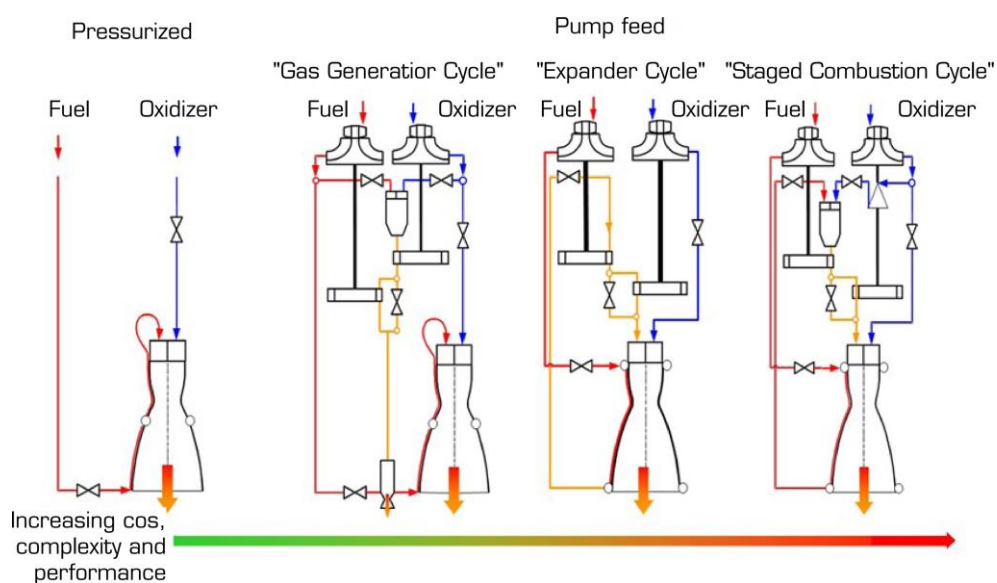 Pressurized
Pump feed
"Gas Generatior Cycle"
"Expander Cycle"
"Staged Combustion Cycle"
Fuel
Oxidizer
Fuel
Oxidizer
Fuel
Oxidizer
Fuel
Oxidizer
Increasing cos,
complexity and
performance